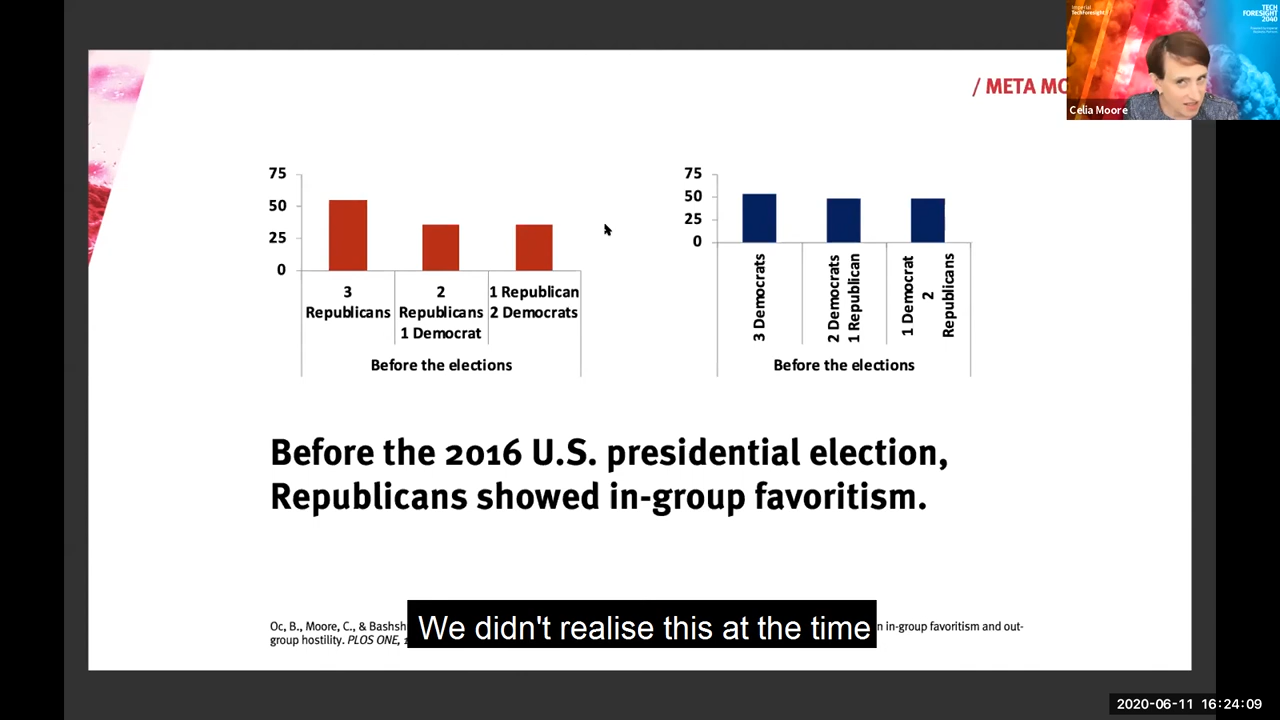 Imperial
TechForesight
TECH
FORESIGHT
2040
/ META MO
Celia Moore
75
50
25
0
3
Republicans
2
Republicans
1 Democrat
1 Republican
2 Democrats
Before the elections
75
50
25
0
3 Democrats
2 Democrats
1 Republican
1 Democrat
2
Republicans
Before the elections
Before the 2016 U.S. presidential election,
Republicans showed in-group favoritism.
Oc, B., Moore, C., & Bashsh
n in-group favoritism and out-
group hostility. PLOS ONE,
We didn't realise this at the time
2020-06-11 16:24:09